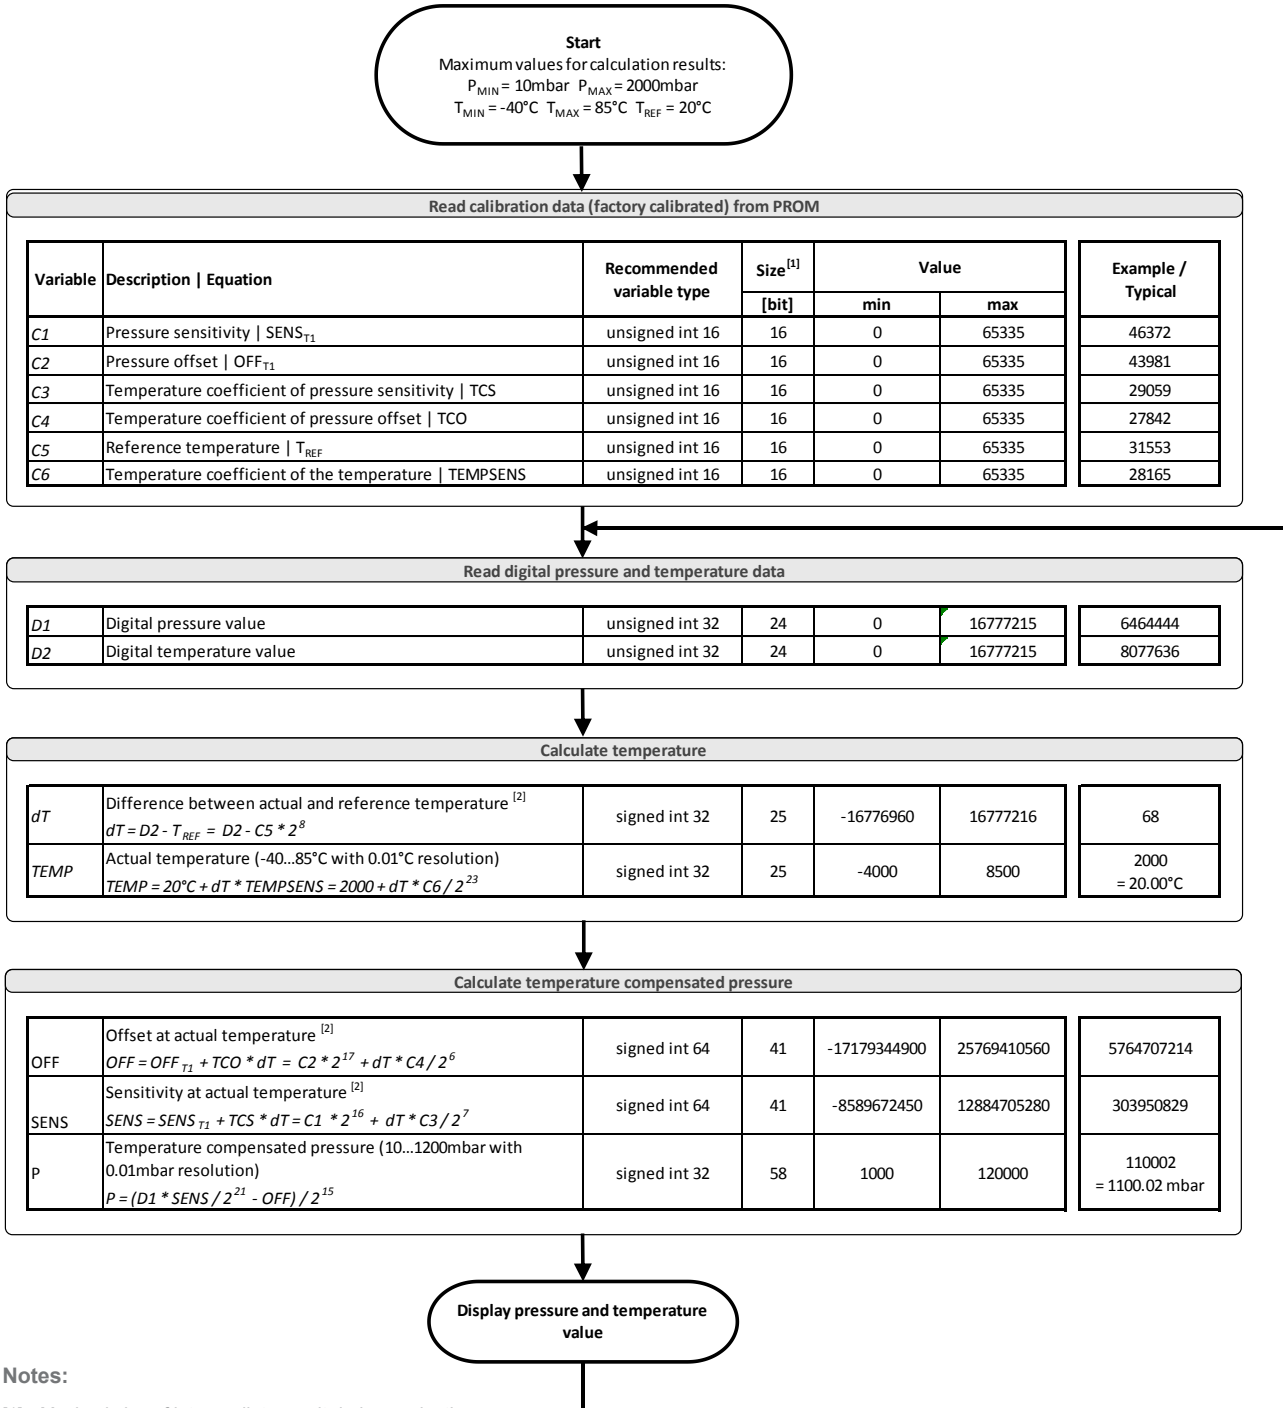 Start
Maximum values for calculation results:
P_MIN = 10mbar P_MAX = 2000mbar
T_MIN = -40°C T_MAX = 85°C T_REF = 20°C
Read calibration data (factory calibrated) from PROM
Variable Description | Equation Recommended variable type Size[1] [bit] Value min max Example / Typical
C1 Pressure sensitivity | SENS_T1 unsigned int 16 16 0 65335 46372
C2 Pressure offset | OFF_T1 unsigned int 16 16 0 65335 43981
C3 Temperature coefficient of pressure sensitivity | TCS unsigned int 16 16 0 65335 29059
C4 Temperature coefficient of pressure offset | TCO unsigned int 16 16 0 65335 27842
C5 Reference temperature | T_REF unsigned int 16 16 0 65335 31553
C6 Temperature coefficient of the temperature | TEMPSENS unsigned int 16 16 0 65335 28165
Read digital pressure and temperature data
D1 Digital pressure value unsigned int 32 24 0 16777215 6464444
D2 Digital temperature value unsigned int 32 24 0 16777215 8077636
Calculate temperature
dT Difference between actual and reference temperature [2]
dT = D2 - T_REF = D2 - C5 * 2^8 signed int 32 25 -16776960 16777216 68
TEMP Actual temperature (-40...85°C with 0.01°C resolution)
TEMP = 20°C + dT * TEMPSENS = 2000 + dT * C6 / 2^23 signed int 32 25 -4000 8500 2000
= 20.00°C
Calculate temperature compensated pressure
OFF Offset at actual temperature [2]
OFF = OFF_T1 + TCO * dT = C2 * 2^17 + dT * C4 / 2^6 signed int 64 41 -17179344900 25769410560 5764707214
SENS Sensitivity at actual temperature [2]
SENS = SENS_T1 + TCS * dT = C1 * 2^16 + dT * C3 / 2^7 signed int 64 41 -8589672450 12884705280 303950829
P Temperature compensated pressure (10...1200mbar with
0.01mbar resolution)
P = (D1 * SENS / 2^21 - OFF) / 2^15 signed int 32 58 1000 120000 110002
= 1100.02 mbar
Display pressure and temperature
value
Notes: